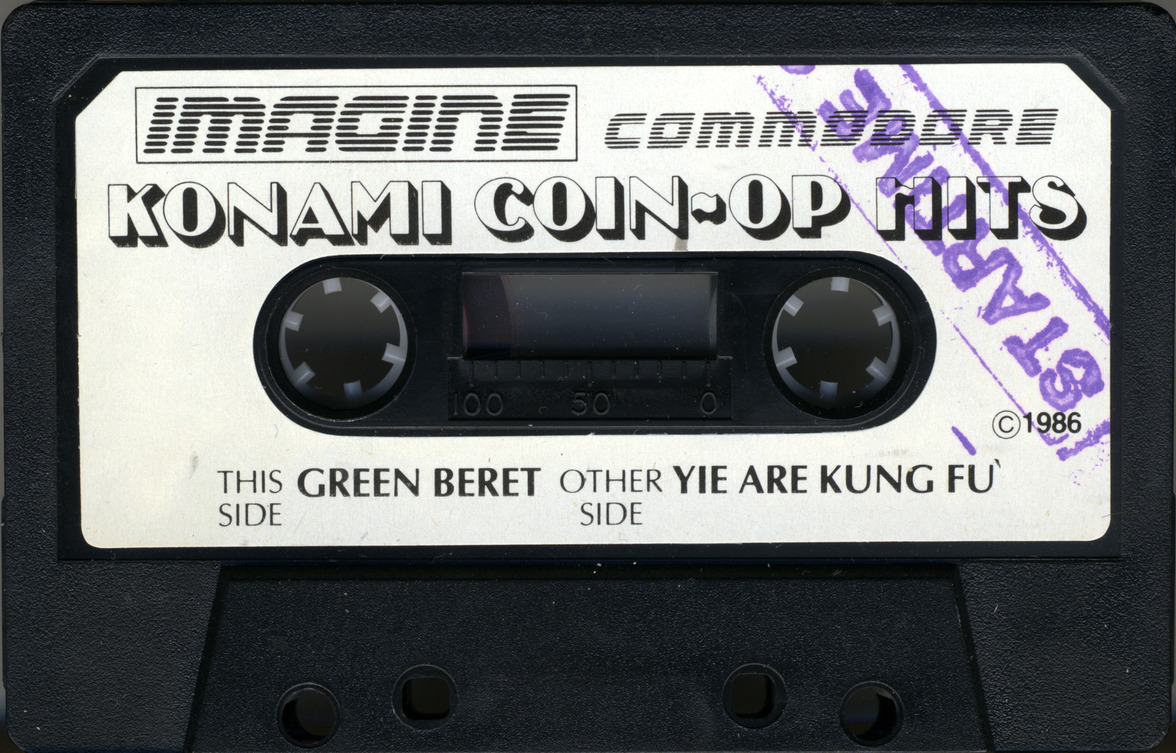 IMAGINE COMMODORE
KONAMI COIN~OP HITS
STARTIME
100 50 0
©1986
THIS SIDE GREEN BERET OTHER SIDE YIE ARE KUNG FU`